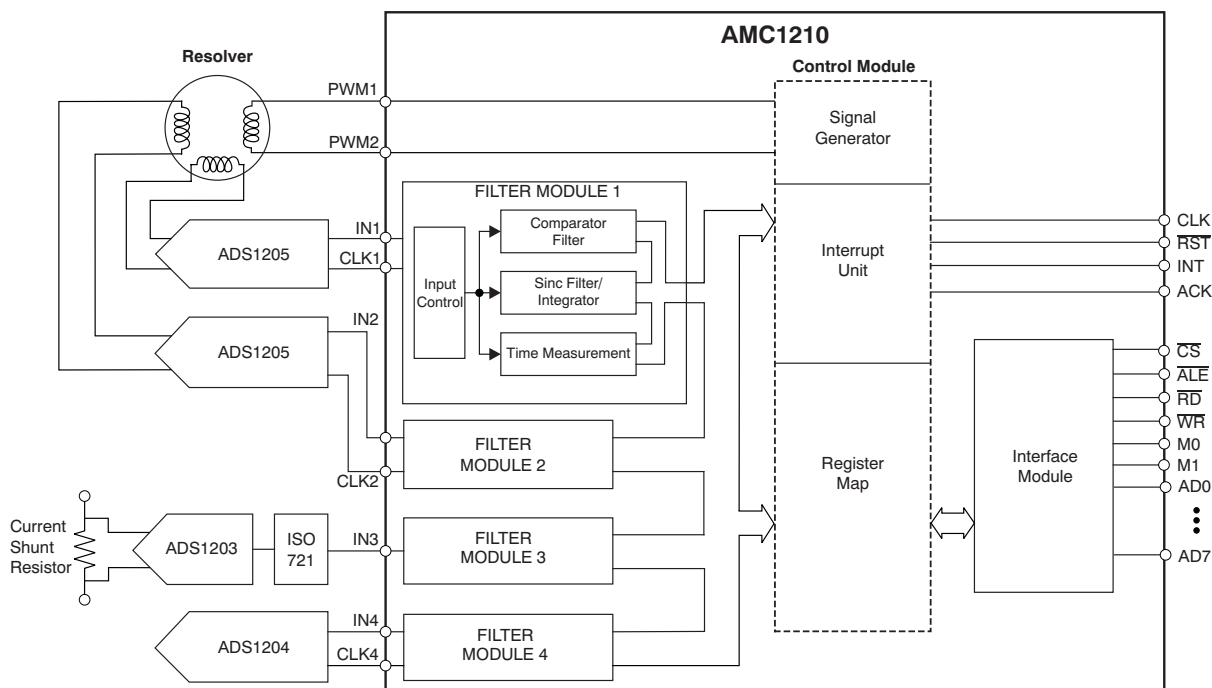 AMC1210
Resolver
Control Module
PWM1
Signal
Generator
PWM2
FILTER MODULE 1
IN1
Comparator
Filter
CLK
ADS1205
RST
CLK1
Interrupt
Unit
INT
Input
Control
Sinc Filter/
Integrator
ACK
IN2
ADS1205
Time Measurement
CS
ALE
RD
WR
FILTER
MODULE 2
M0
Register
Map
Interface
Module
M1
CLK2
AD0
Current
Shunt
Resistor
ADS1203
ISO
721
IN3
FILTER
MODULE 3
AD7
IN4
FILTER
MODULE 4
ADS1204
CLK4